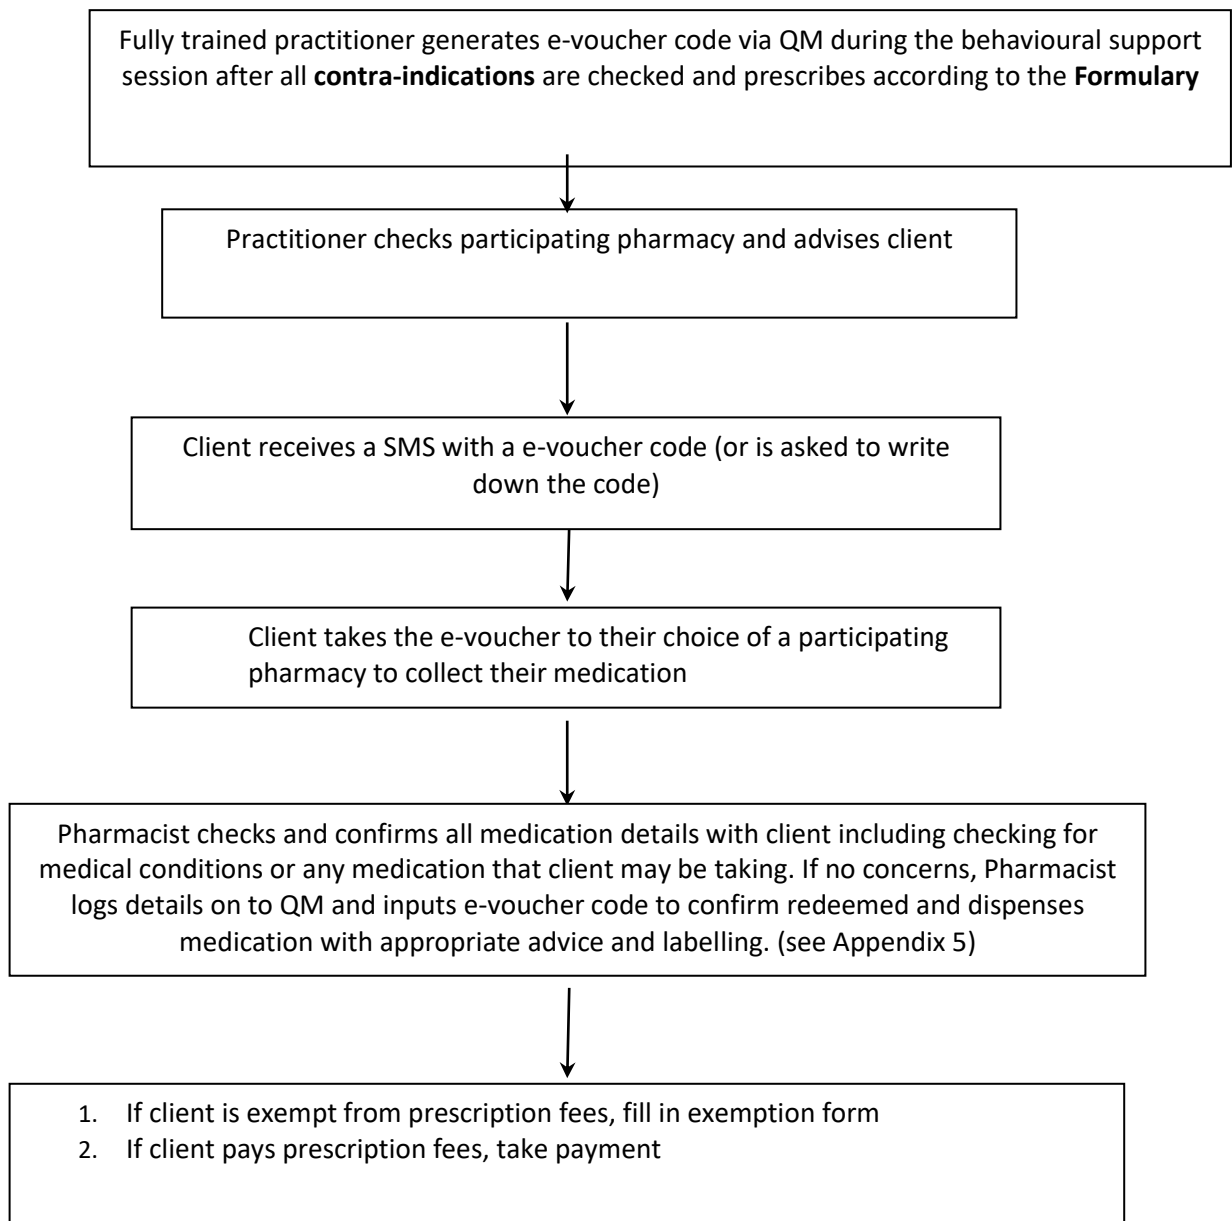 Fully trained practitioner generates e-voucher code via QM during the behavioural support
session after all contra-indications are checked and prescribes according to the Formulary
Practitioner checks participating pharmacy and advises client
Client receives a SMS with a e-voucher code (or is asked to write
down the code)
Client takes the e-voucher to their choice of a participating
pharmacy to collect their medication
Pharmacist checks and confirms all medication details with client including checking for
medical conditions or any medication that client may be taking. If no concerns, Pharmacist
logs details on to QM and inputs e-voucher code to confirm redeemed and dispenses
medication with appropriate advice and labelling. (see Appendix 5)
1. If client is exempt from prescription fees, fill in exemption form
2. If client pays prescription fees, take payment